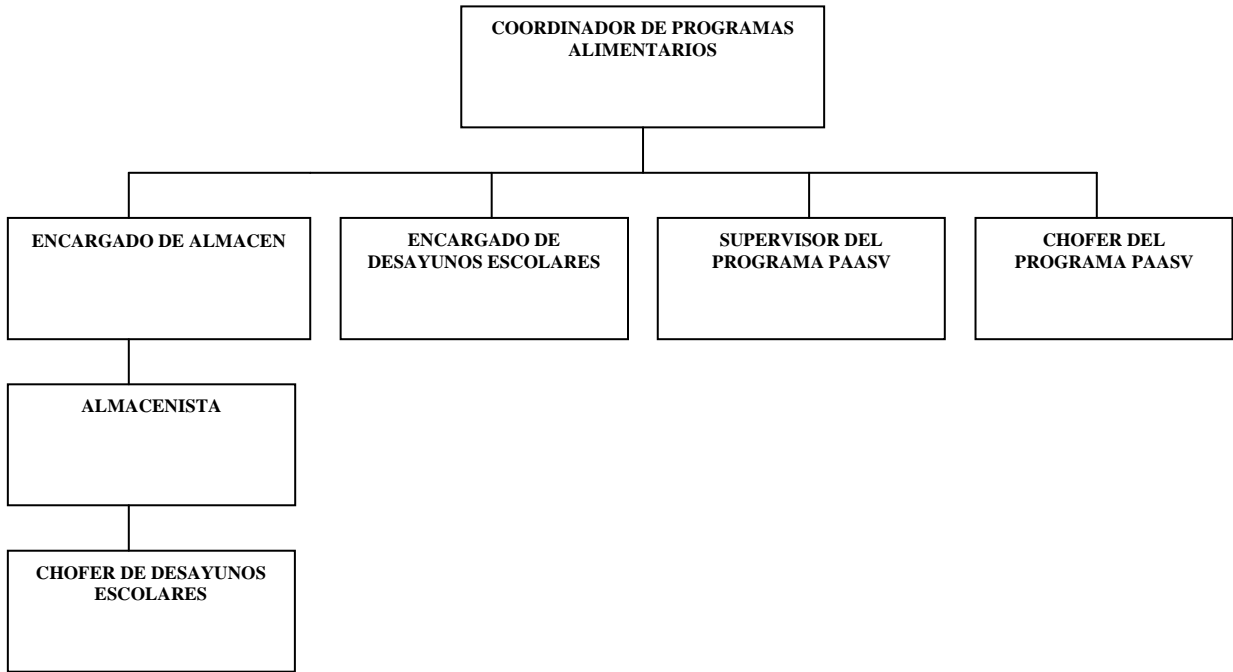 COORDINADOR DE PROGRAMAS
ALIMENTARIOS
ENCARGADO DE ALMACEN
ENCARGADO DE
DESAYUNOS ESCOLARES
SUPERVISOR DEL
PROGRAMA PAASV
CHOFER DEL
PROGRAMA PAASV
ALMACENISTA
CHOFER DE DESAYUNOS
ESCOLARES